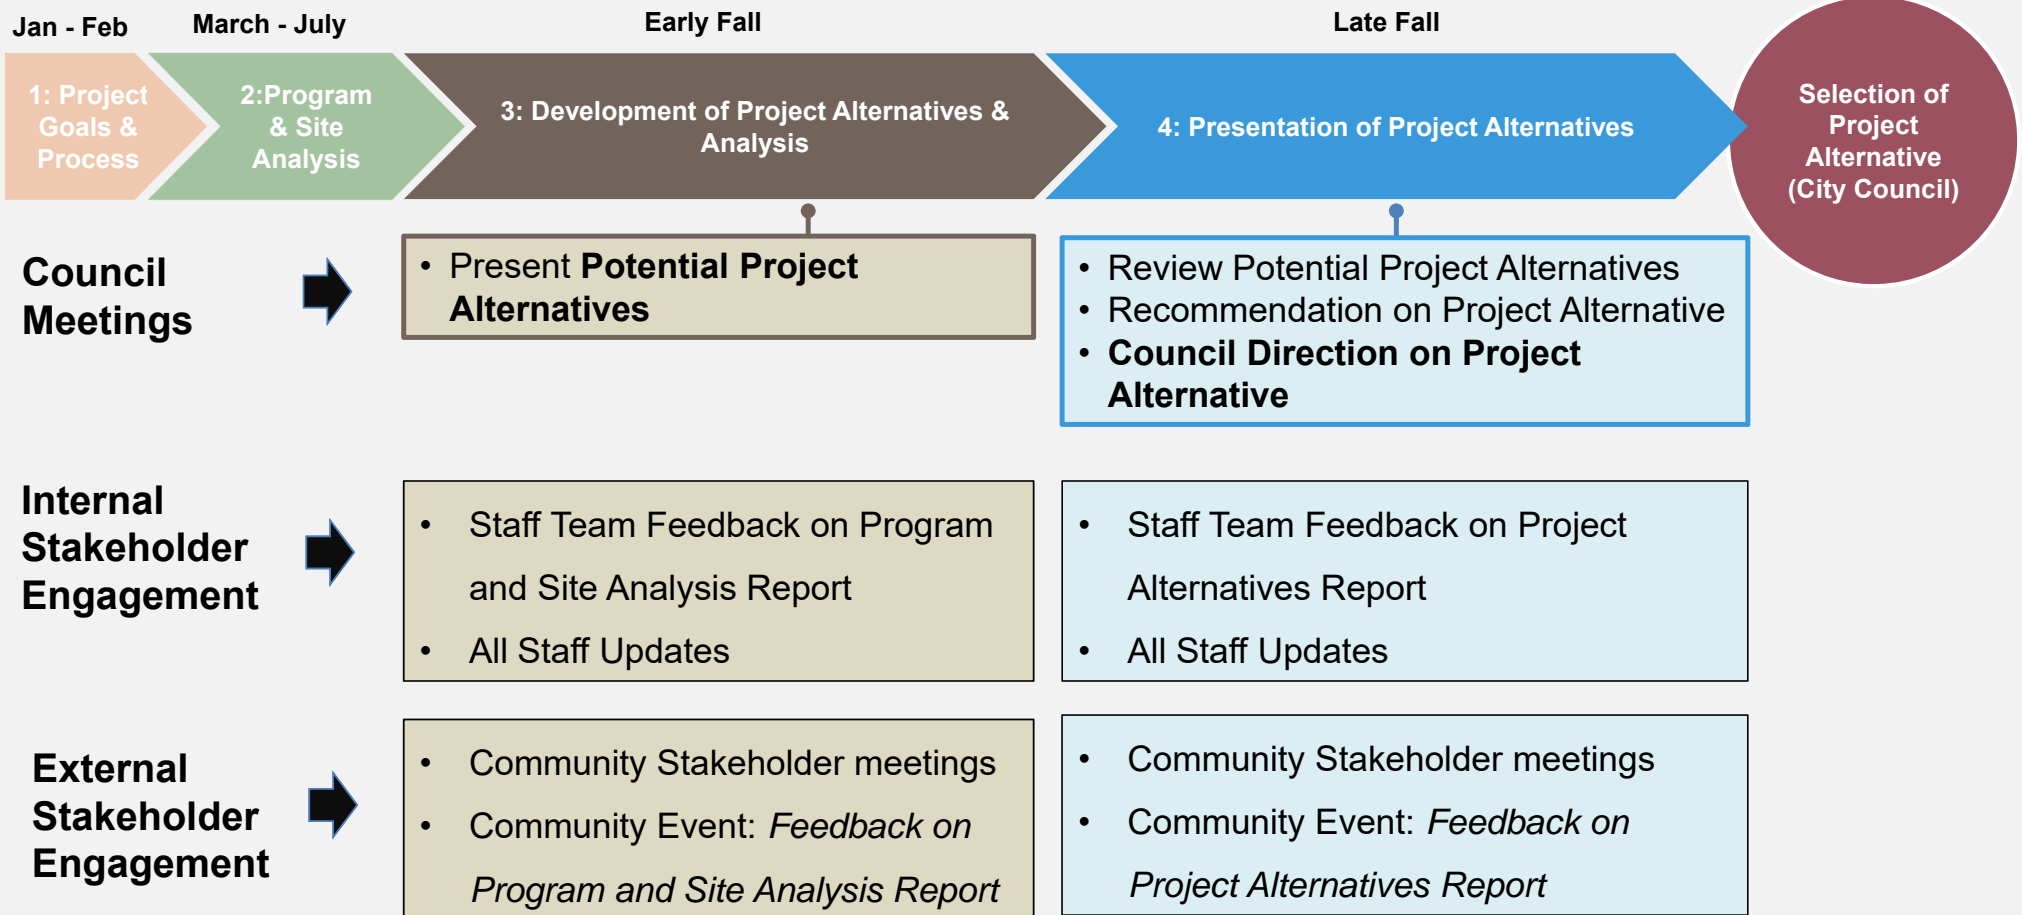 Jan - Feb
March - July
Early Fall
Late Fall
1: Project
Goals &
Process
2:Program
& Site
Analysis
3: Development of Project Alternatives &
Analysis
4: Presentation of Project Alternatives
Selection of
Project
Alternative
(City Council)
Council
Meetings
• Present Potential Project
Alternatives
• Review Potential Project Alternatives
• Recommendation on Project Alternative
• Council Direction on Project
Alternative
Internal
Stakeholder
Engagement
• Staff Team Feedback on Program
and Site Analysis Report
• All Staff Updates
• Staff Team Feedback on Project
Alternatives Report
• All Staff Updates
External
Stakeholder
Engagement
• Community Stakeholder meetings
• Community Event: Feedback on
Program and Site Analysis Report
• Community Stakeholder meetings
• Community Event: Feedback on
Project Alternatives Report